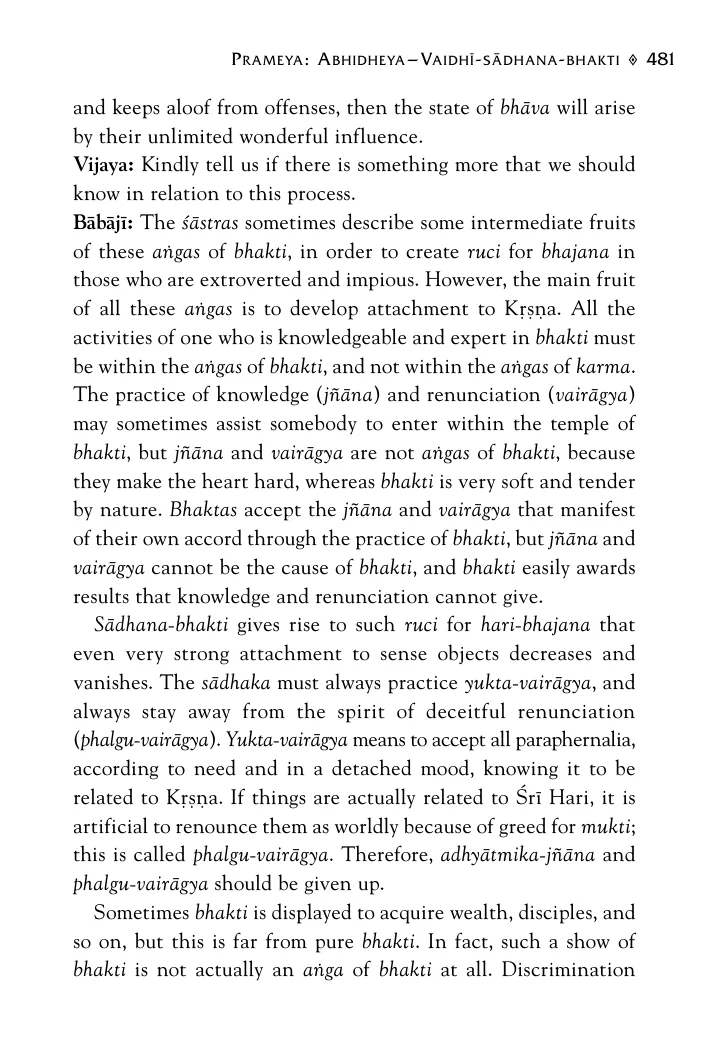 Prameya: Abhidheya–Vaidhī-sādhana-bhakti ◊ 481
and keeps aloof from offenses, then the state of bhāva will arise
by their unlimited wonderful influence.
Vijaya: Kindly tell us if there is something more that we should
know in relation to this process.
Bābājī: The śāstras sometimes describe some intermediate fruits
of these aṅgas of bhakti, in order to create ruci for bhajana in
those who are extroverted and impious. However, the main fruit
of all these aṅgas is to develop attachment to Kṛṣṇa. All the
activities of one who is knowledgeable and expert in bhakti must
be within the aṅgas of bhakti, and not within the aṅgas of karma.
The practice of knowledge (jñāna) and renunciation (vairāgya)
may sometimes assist somebody to enter within the temple of
bhakti, but jñāna and vairāgya are not aṅgas of bhakti, because
they make the heart hard, whereas bhakti is very soft and tender
by nature. Bhaktas accept the jñāna and vairāgya that manifest
of their own accord through the practice of bhakti, but jñāna and
vairāgya cannot be the cause of bhakti, and bhakti easily awards
results that knowledge and renunciation cannot give.
Sādhana-bhakti gives rise to such ruci for hari-bhajana that
even very strong attachment to sense objects decreases and
vanishes. The sādhaka must always practice yukta-vairāgya, and
always stay away from the spirit of deceitful renunciation
(phalgu-vairāgya). Yukta-vairāgya means to accept all paraphernalia,
according to need and in a detached mood, knowing it to be
related to Kṛṣṇa. If things are actually related to Śrī Hari, it is
artificial to renounce them as worldly because of greed for mukti;
this is called phalgu-vairāgya. Therefore, adhyātmika-jñāna and
phalgu-vairāgya should be given up.
Sometimes bhakti is displayed to acquire wealth, disciples, and
so on, but this is far from pure bhakti. In fact, such a show of
bhakti is not actually an aṅga of bhakti at all. Discrimination